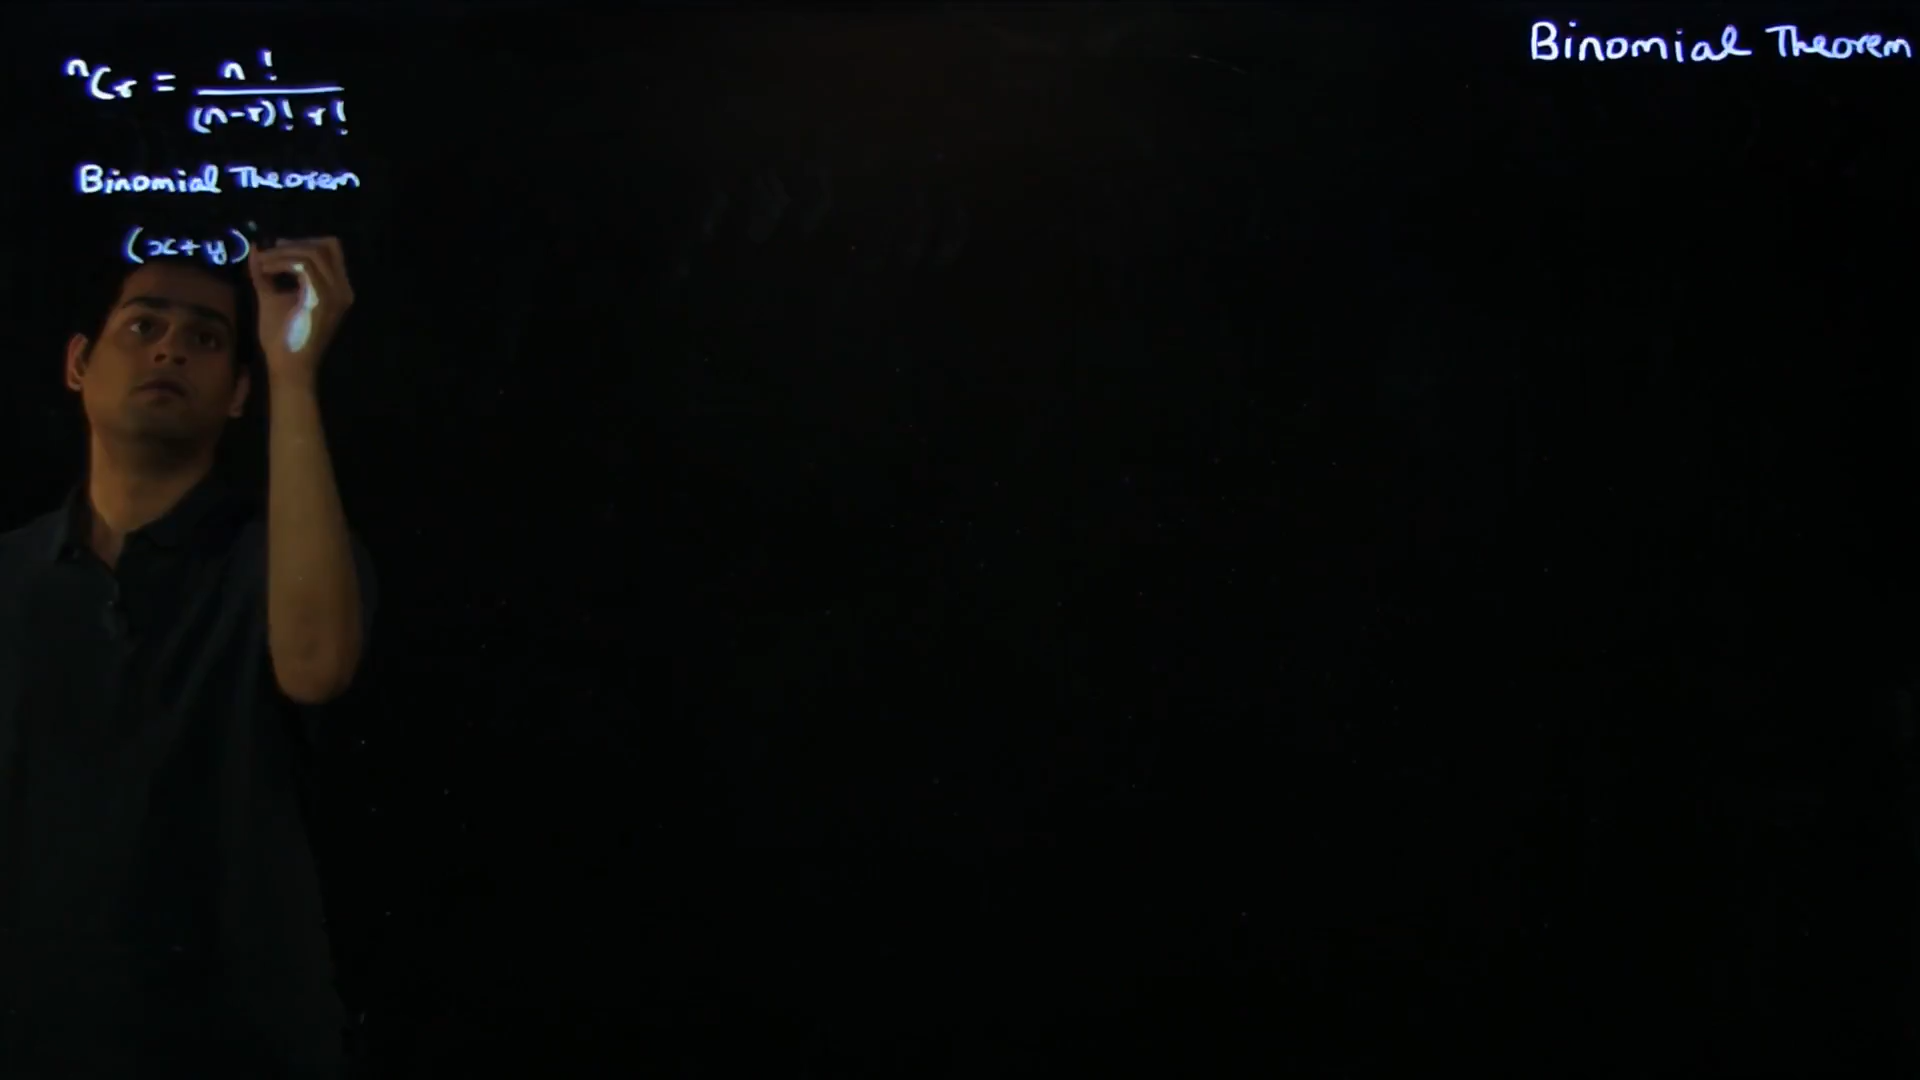 Binomial Theorem
ⁿCᵣ = n! / (n-r)! r!
Binomial Theorem
(x+y)